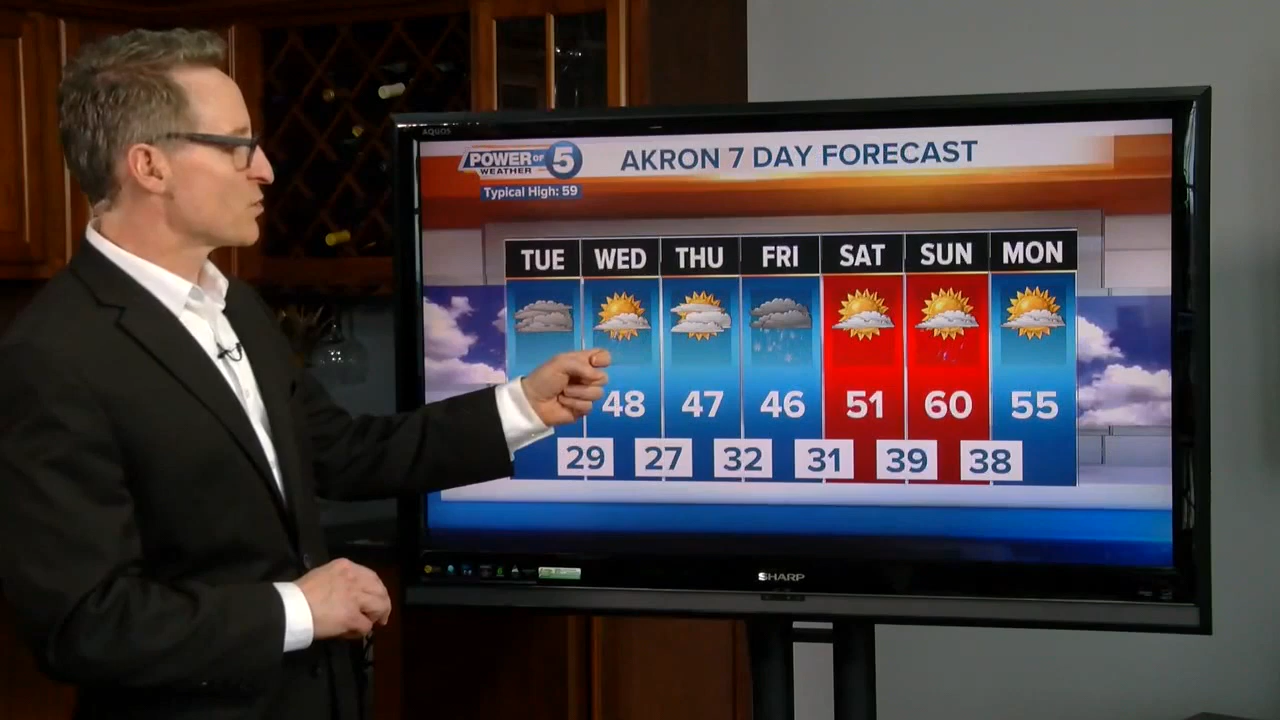 AQUOS
POWER OF 5
WEATHER
AKRON 7 DAY FORECAST
Typical High: 59
TUE WED THU FRI SAT SUN MON
48 47 46 51 60 55
29 27 32 31 39 38
SHARP